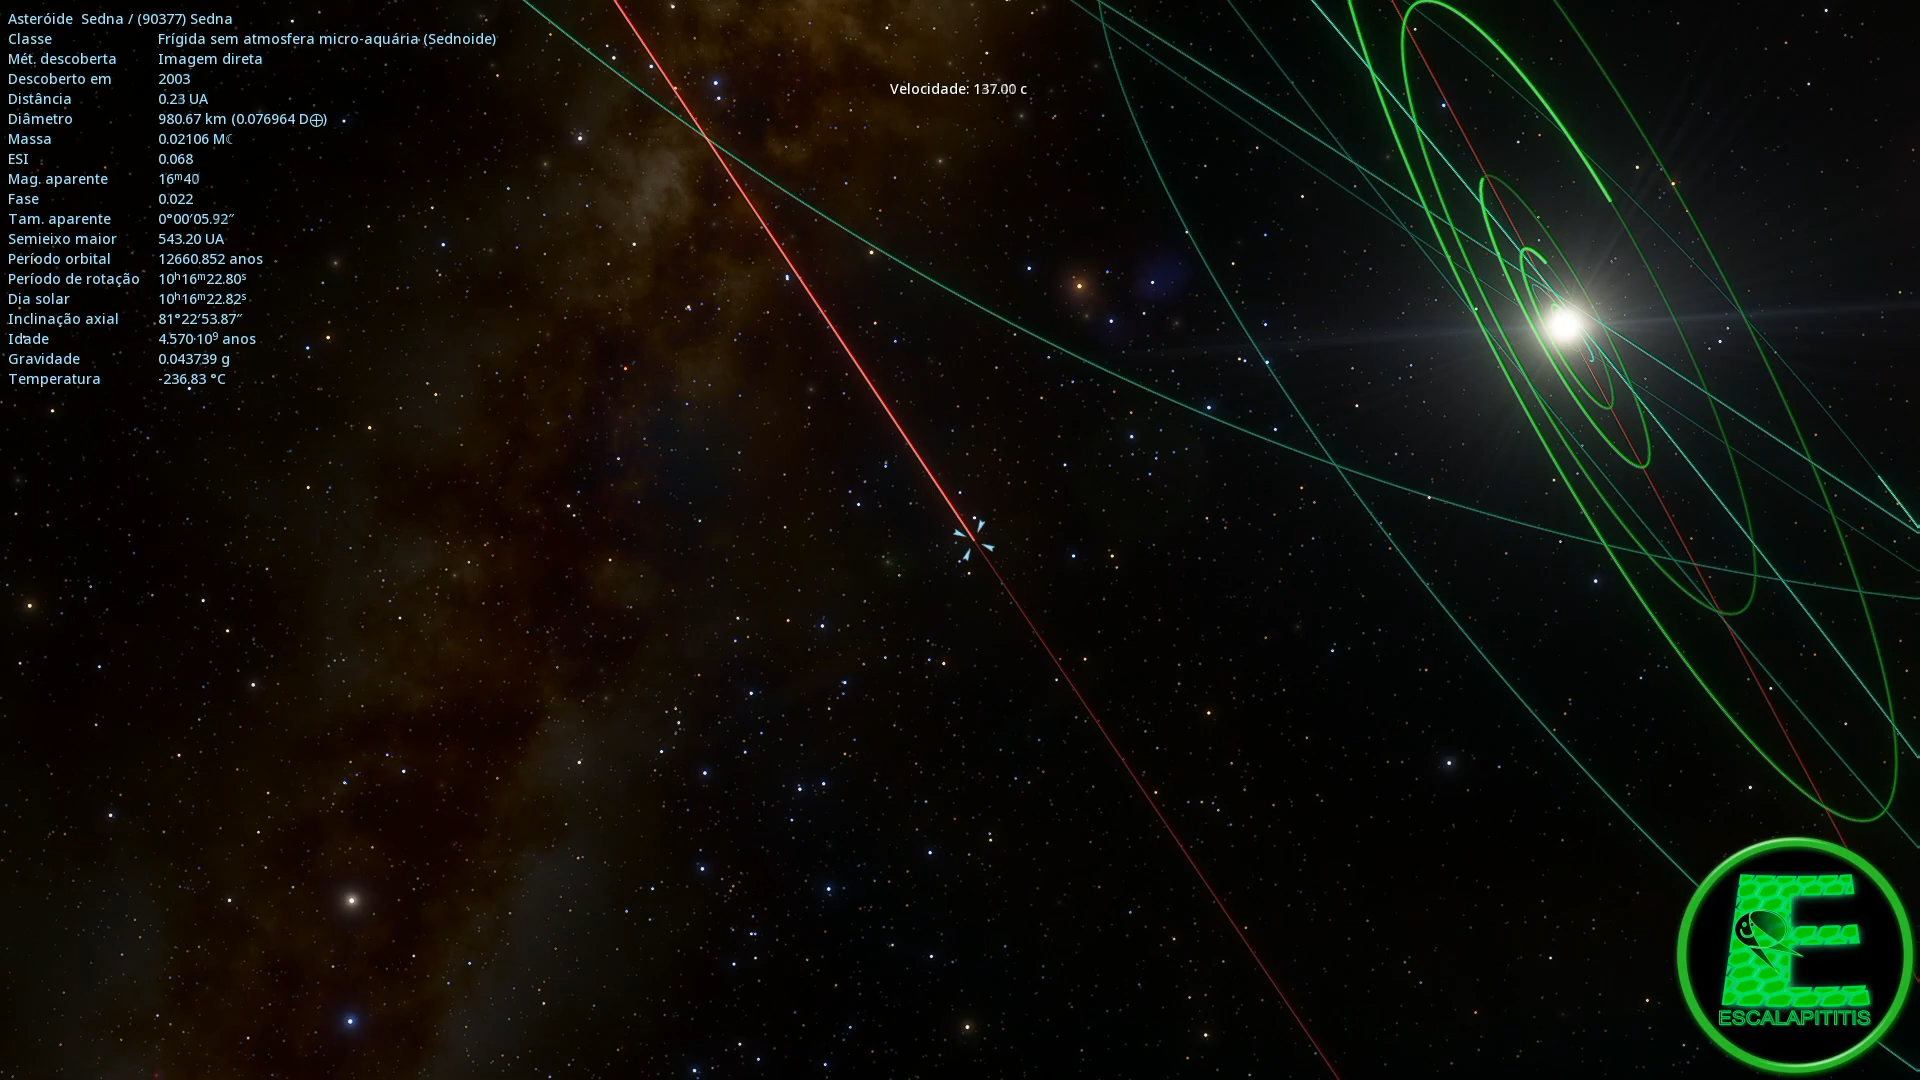 Asteróide  Sedna / (90377) Sedna
Classe Frígida sem atmosfera micro-aquária (Sednoide)
Mét. descoberta Imagem direta
Descoberto em 2003
Distância 0.23 UA
Diâmetro 980.67 km (0.076964 D⊕)
Massa 0.02106 M☾
ESI 0.068
Mag. aparente 16ᵐ40
Fase 0.022
Tam. aparente 0°00′05.92″
Semieixo maior 543.20 UA
Período orbital 12660.852 anos
Período de rotação 10ʰ16ᵐ22.80ˢ
Dia solar 10ʰ16ᵐ22.82ˢ
Inclinação axial 81°22′53.87″
Idade 4.570·10⁹ anos
Gravidade 0.043739 g
Temperatura -236.83 °C
Velocidade: 137.00 c
E
ESCALAPITITIS